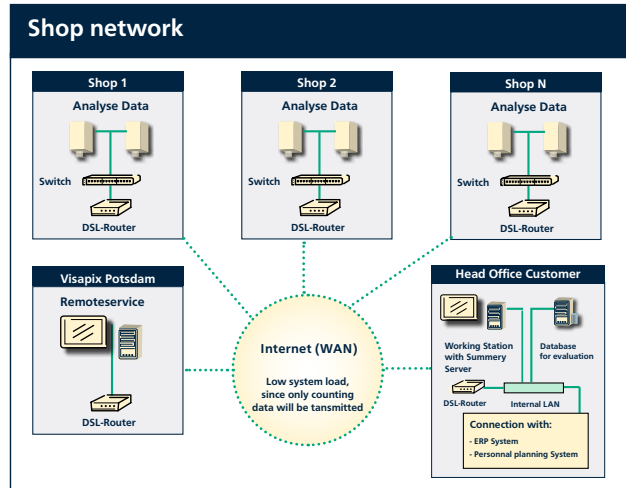 Shop network
Shop 1
Analyse Data
Switch
DSL-Router
Shop 2
Analyse Data
Switch
DSL-Router
Shop N
Analyse Data
Switch
DSL-Router
Visapix Potsdam
Remoteservice
DSL-Router
Internet (WAN)
Low system load,
since only counting
data will be tansmitted
Head Office Customer
Working Station
with Summery
Server
Database
for evaluation
DSL-Router
Internal LAN
Connection with:
- ERP System
- Personnal planning System